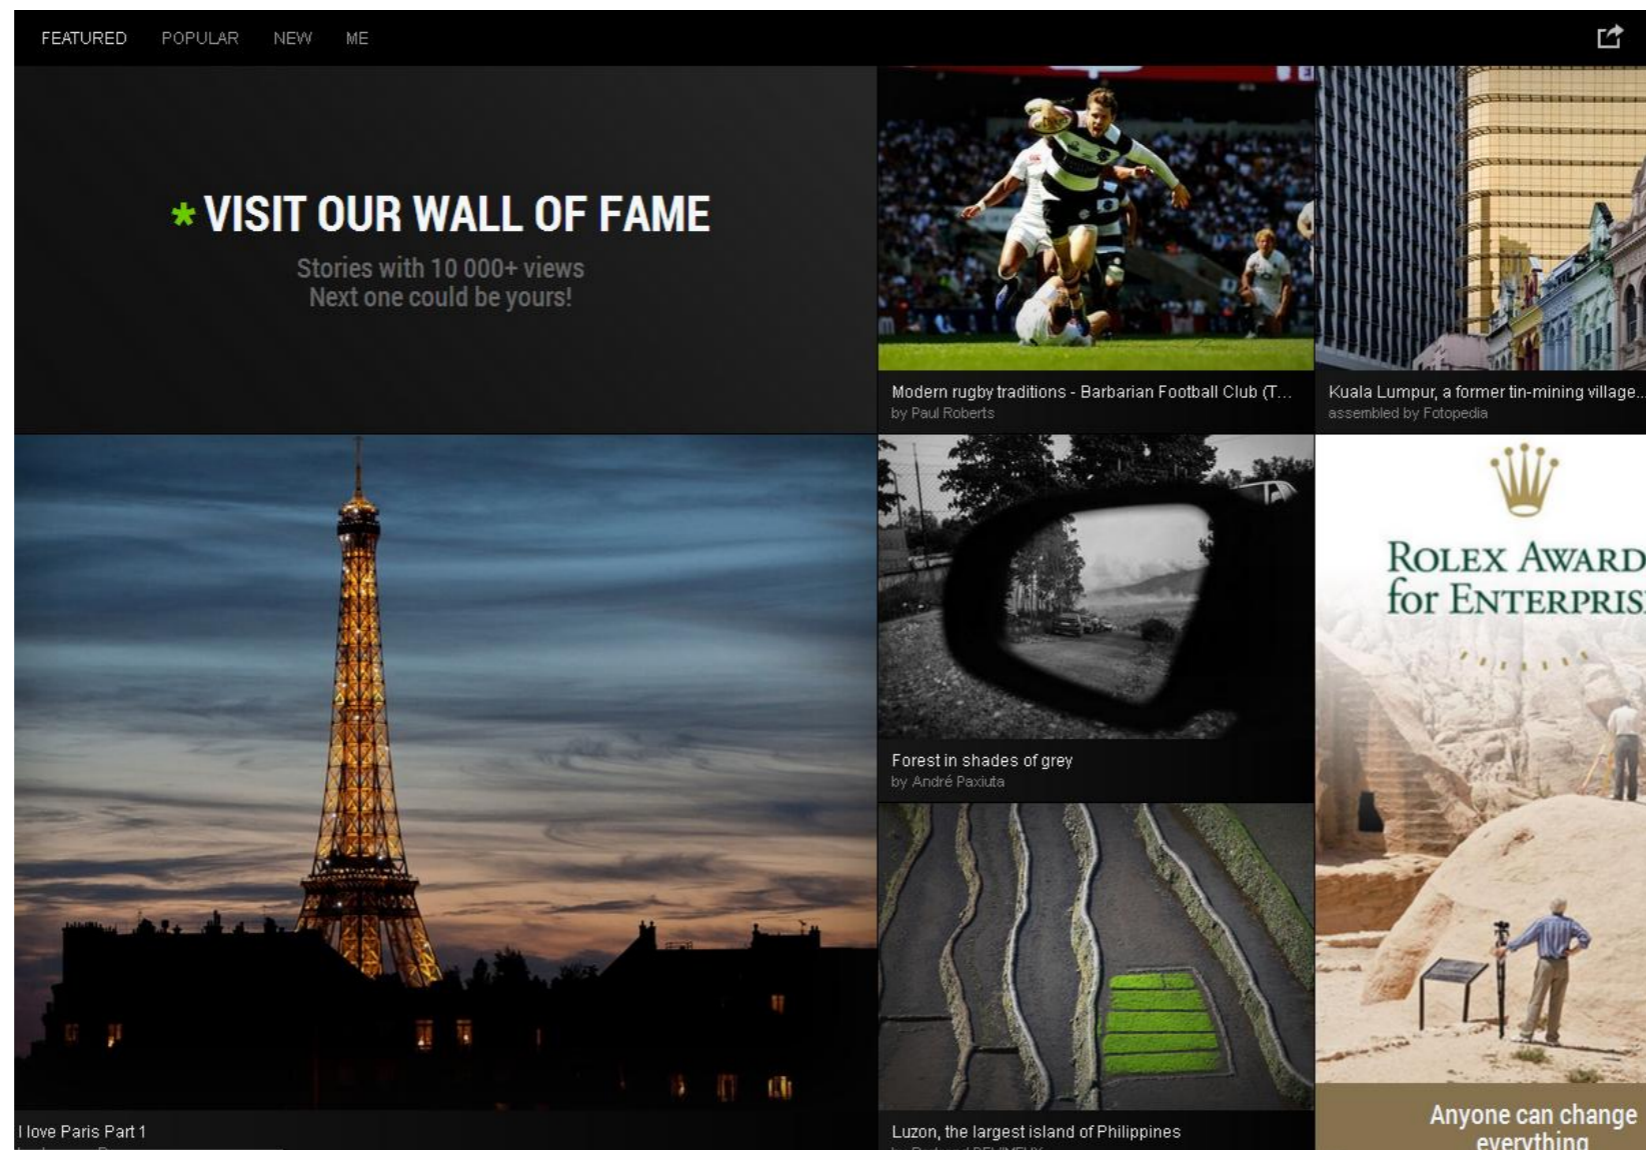 FEATURED POPULAR NEW ME
* VISIT OUR WALL OF FAME
Stories with 10 000+ views
Next one could be yours!
Modern rugby traditions - Barbarian Football Club (T...
by Paul Roberts
Kuala Lumpur, a former tin-mining village...
assembled by Fotopedia
Forest in shades of grey
by André Paxiuta
ROLEX AWARD
for ENTERPRIS
I love Paris Part 1
Luzon, the largest island of Philippines
Anyone can change
everything